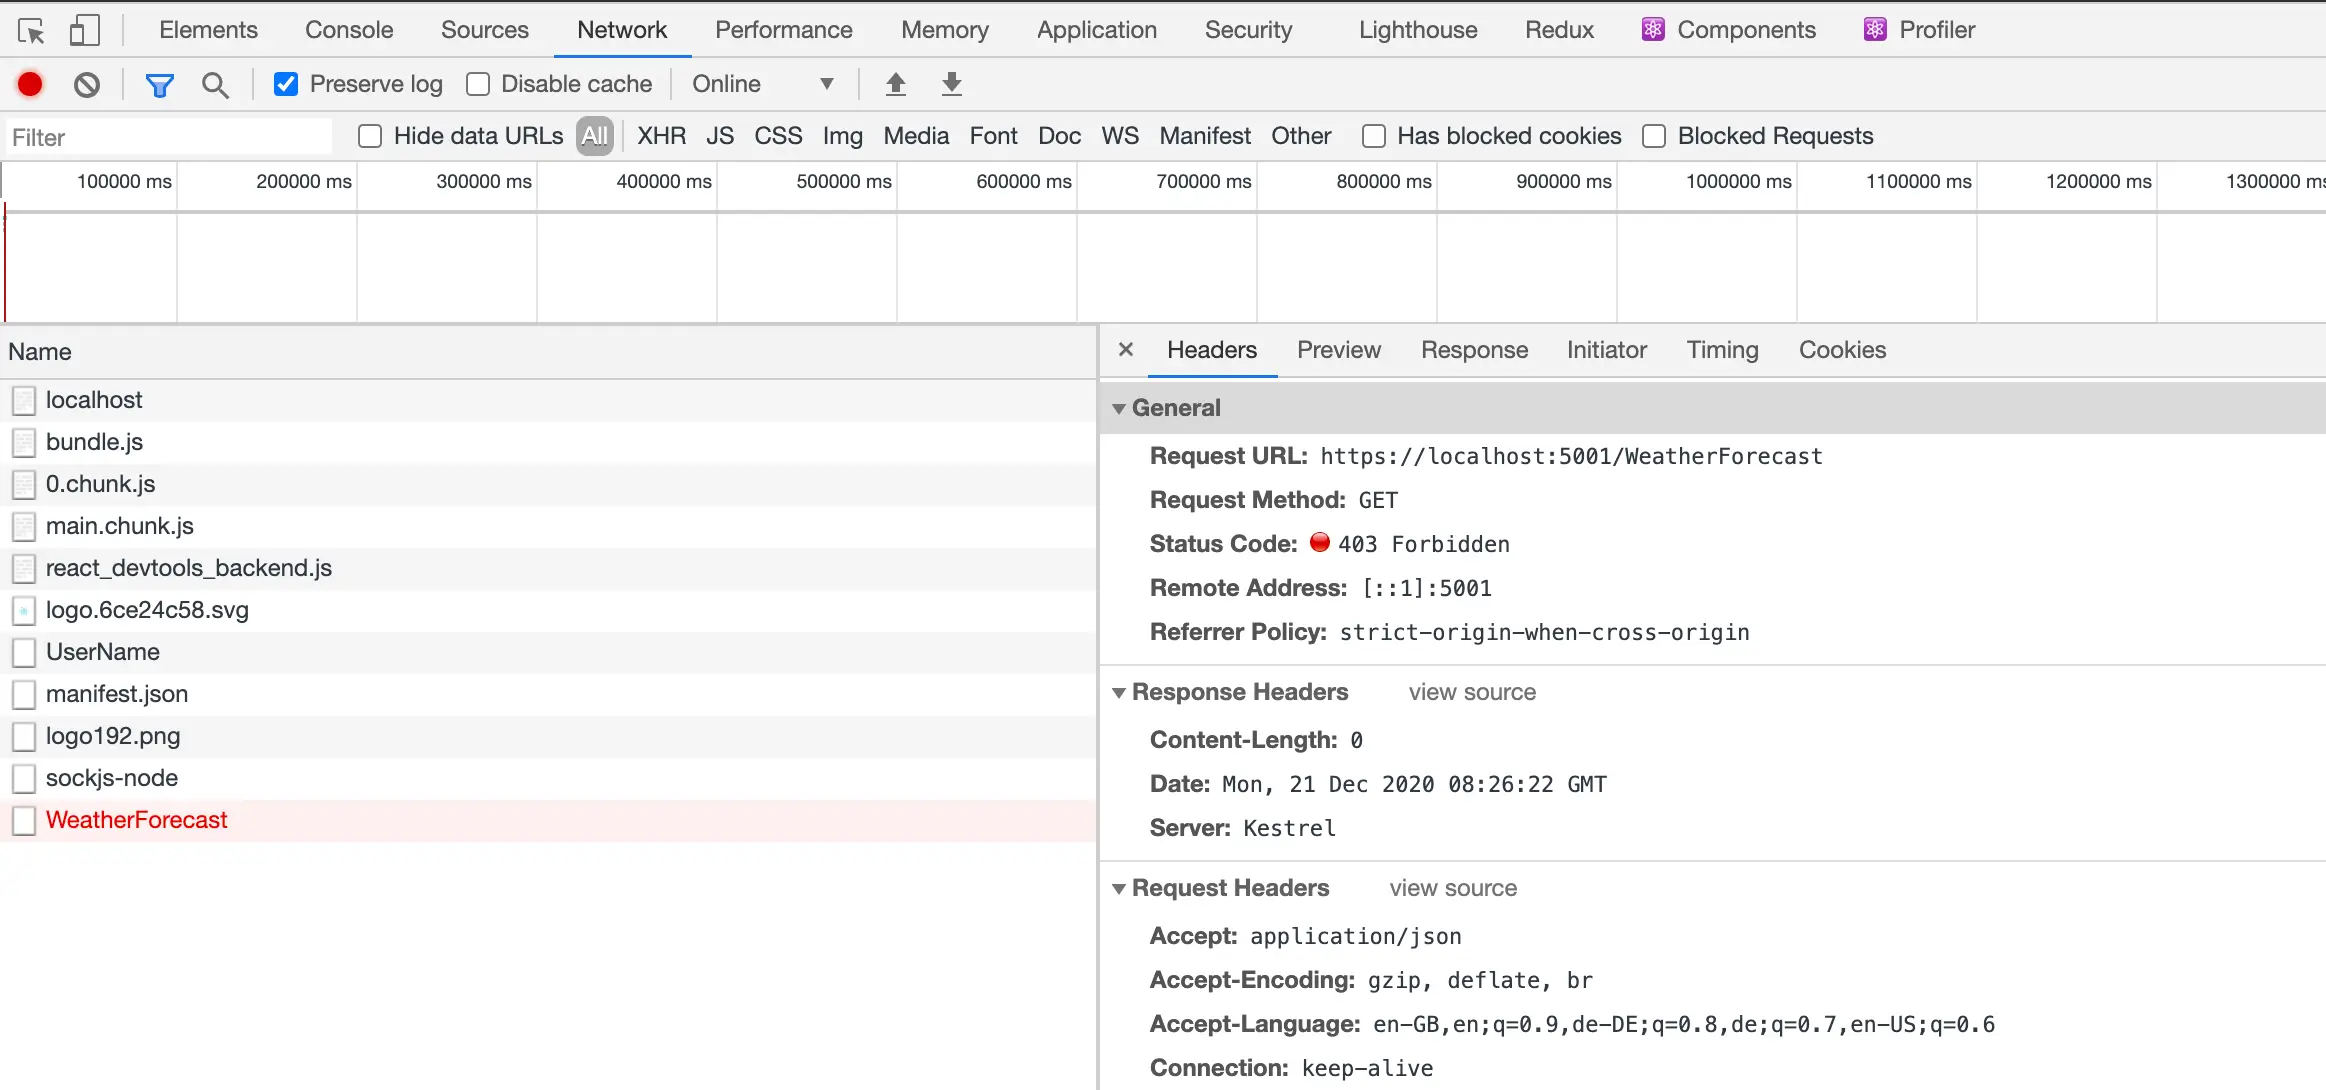 Elements Console Sources Network Performance Memory Application Security Lighthouse Redux Components Profiler
Preserve log Disable cache Online
Filter Hide data URLs All XHR JS CSS Img Media Font Doc WS Manifest Other Has blocked cookies Blocked Requests
100000 ms 200000 ms 300000 ms 400000 ms 500000 ms 600000 ms 700000 ms 800000 ms 900000 ms 1000000 ms 1100000 ms 1200000 ms 1300000 ms
Name
localhost
bundle.js
0.chunk.js
main.chunk.js
react_devtools_backend.js
logo.6ce24c58.svg
UserName
manifest.json
logo192.png
sockjs-node
WeatherForecast
Headers Preview Response Initiator Timing Cookies
General
Request URL: https://localhost:5001/WeatherForecast
Request Method: GET
Status Code: 403 Forbidden
Remote Address: [::1]:5001
Referrer Policy: strict-origin-when-cross-origin
Response Headers view source
Content-Length: 0
Date: Mon, 21 Dec 2020 08:26:22 GMT
Server: Kestrel
Request Headers view source
Accept: application/json
Accept-Encoding: gzip, deflate, br
Accept-Language: en-GB,en;q=0.9,de-DE;q=0.8,de;q=0.7,en-US;q=0.6
Connection: keep-alive